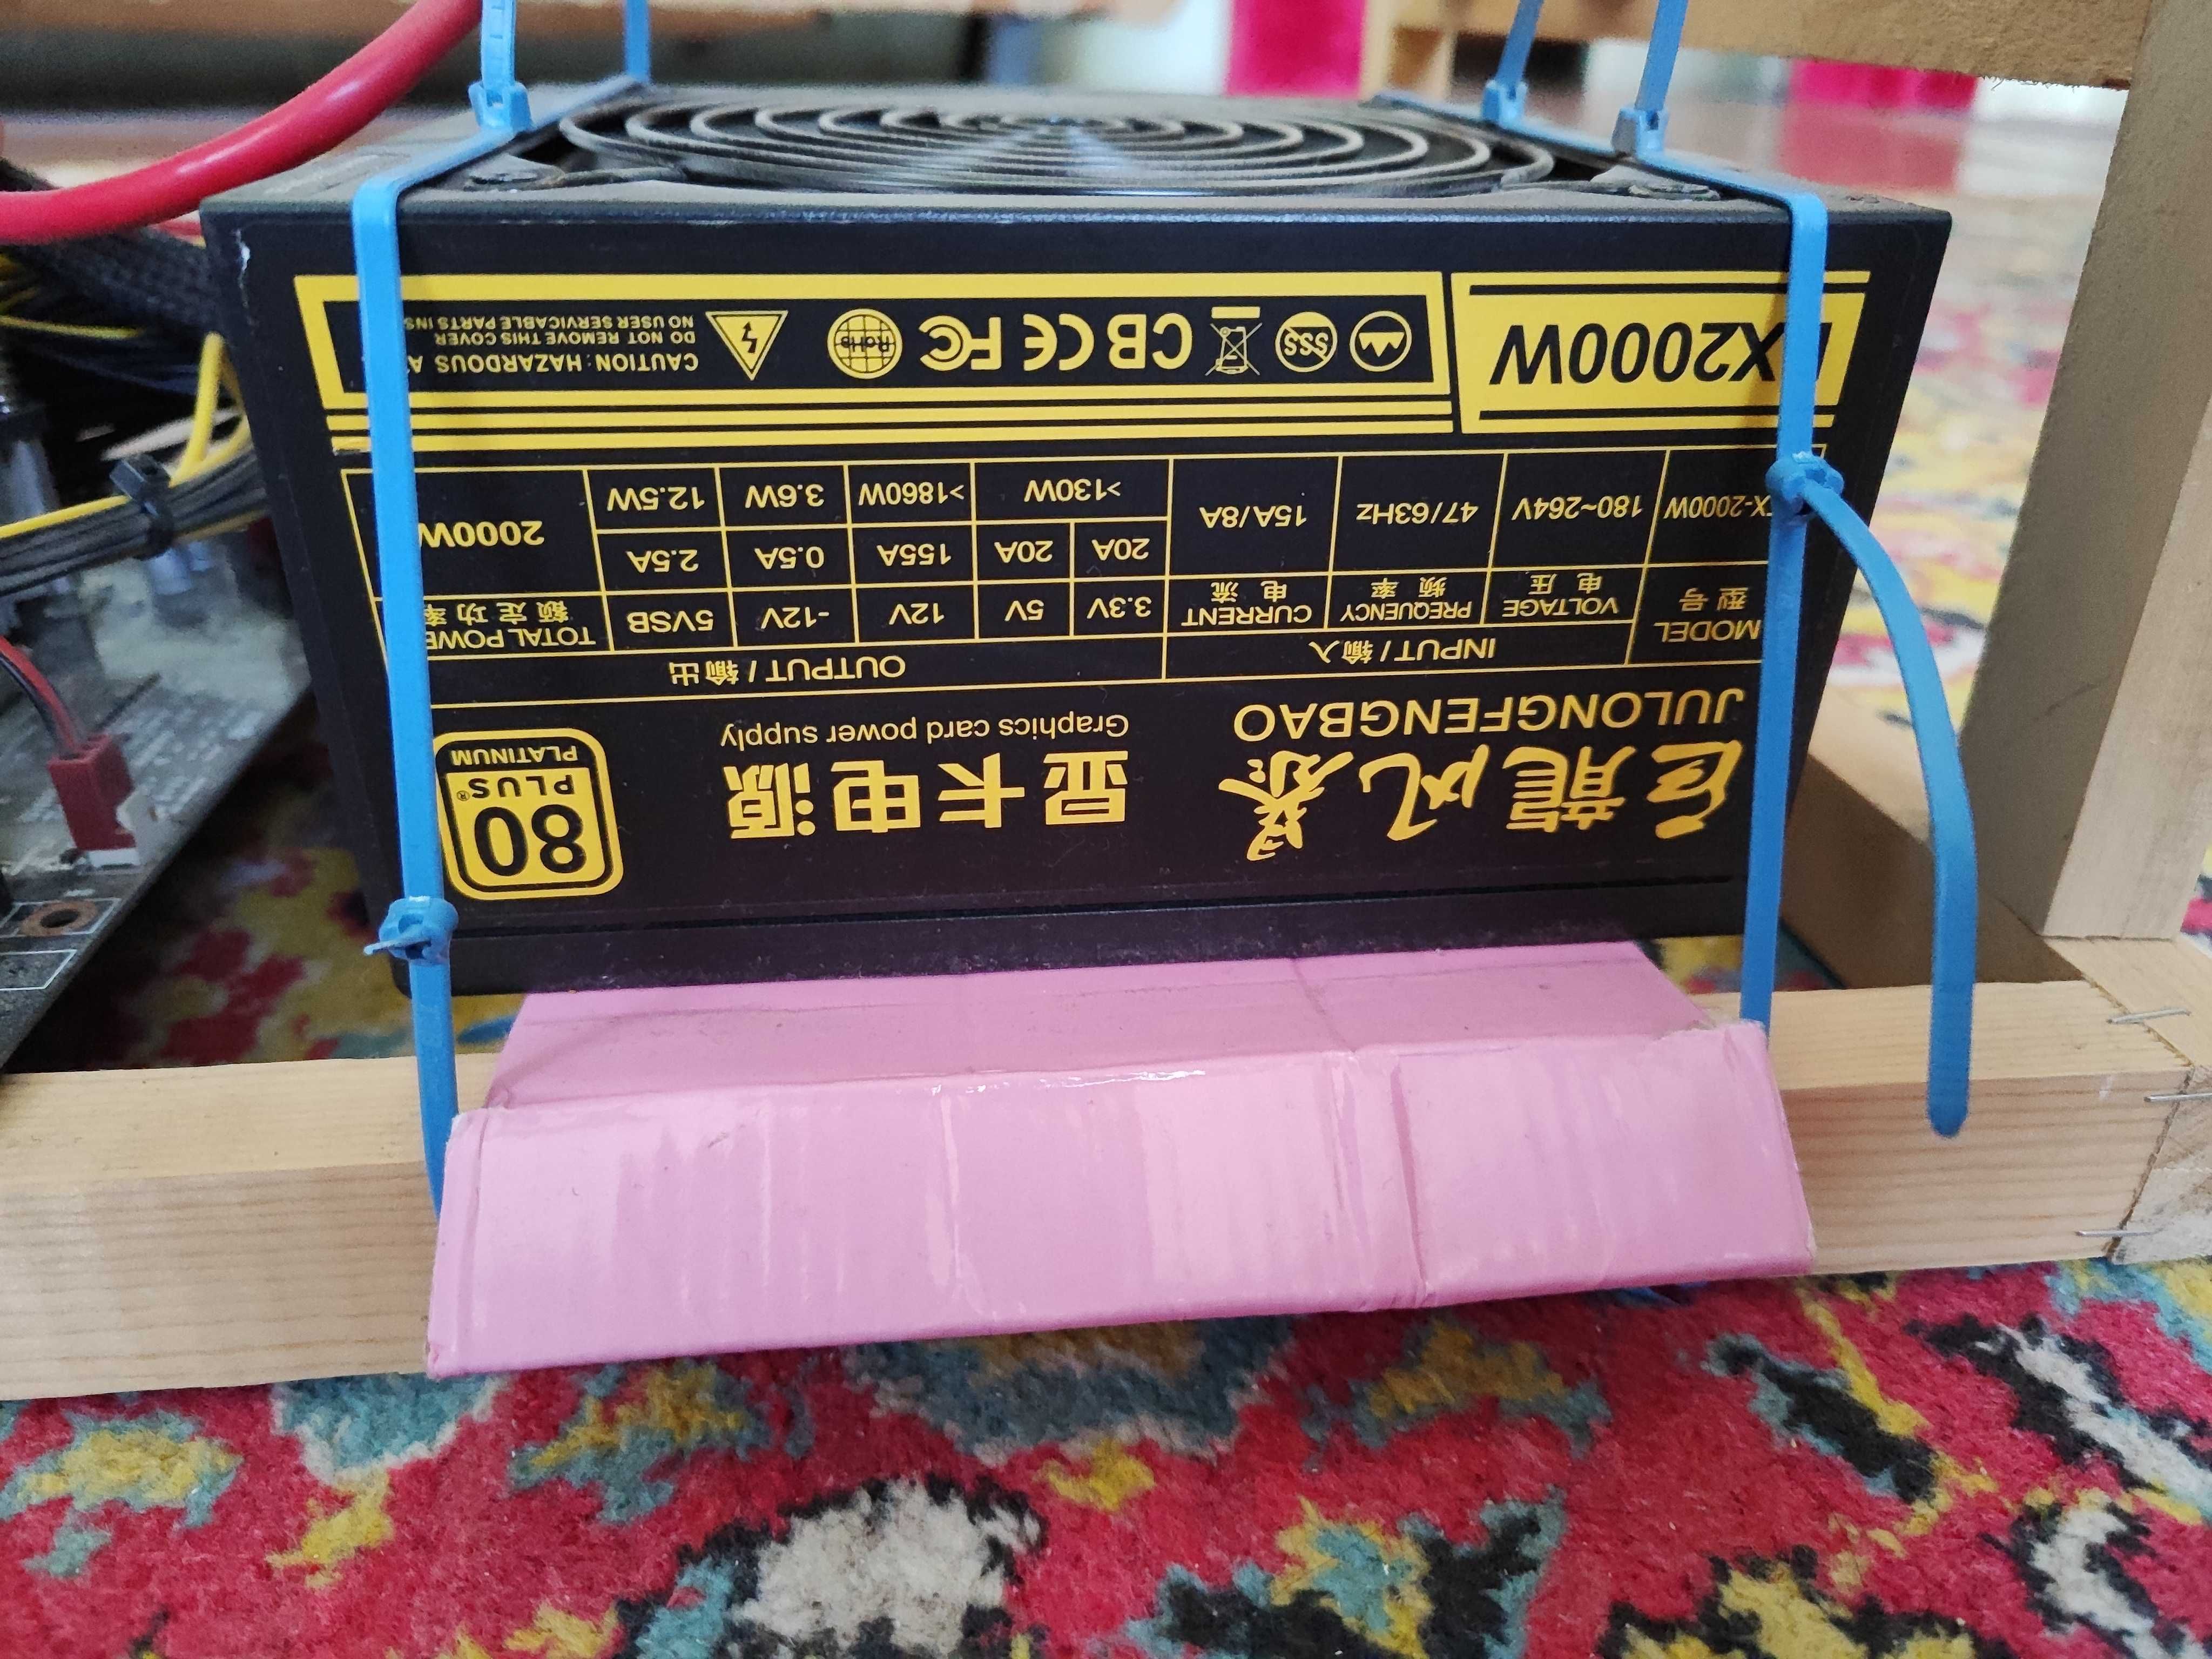 巨龍风暴
JULONGFENGBAO
显卡电源
Graphics card power supply
80
PLUS®
PLATINUM
MODEL
型号
INPUT / 输入
OUTPUT / 输出
VOLTAGE
电压
PREQUENCY
频率
CURRENT
电流
3.3V
5V
12V
-12V
5VSB
TOTAL POWE
额定功率
X-2000W
180~264V
47/63Hz
15A/8A
20A
20A
155A
0.5A
2.5A
2000W
>130W
>1860W
3.6W
12.5W
X2000W
SSS
CB CE FC
RoHs
CAUTION: HAZARDOUS A
DO NOT REMOVE THIS COVER
NO USER SERVICABLE PARTS INS